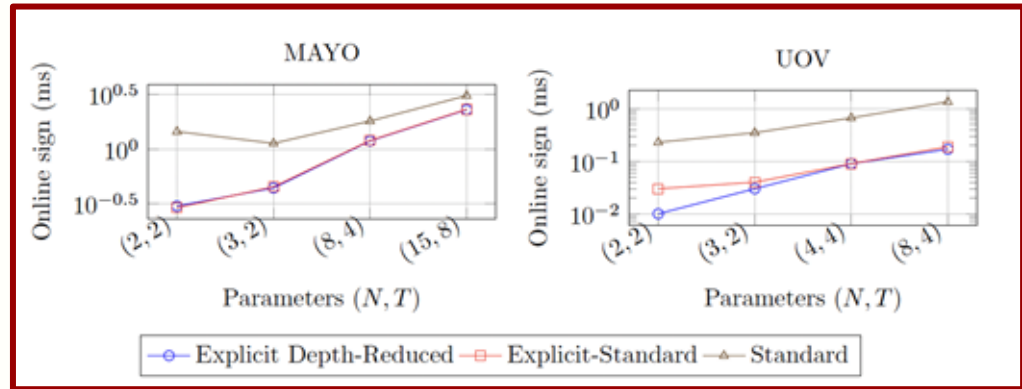 MAYO
Online sign (ms)
10^0.5
10^0
10^−0.5
(2, 2)
(3, 2)
(8, 4)
(15, 8)
Parameters (N, T)
UOV
Online sign (ms)
10^0
10^−1
10^−2
(2, 2)
(3, 2)
(4, 4)
(8, 4)
Parameters (N, T)
Explicit Depth-Reduced Explicit-Standard Standard